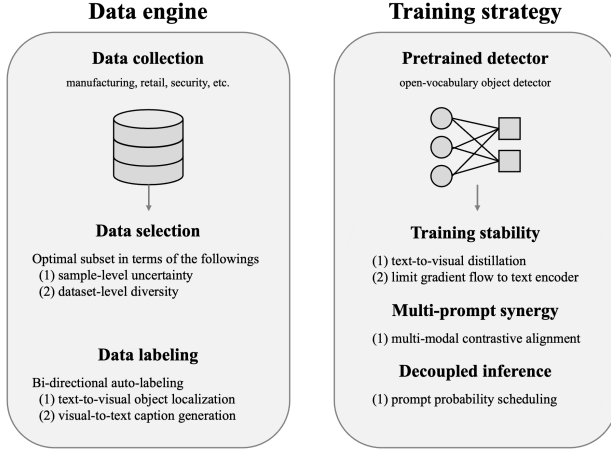 Data engine
Data collection
manufacturing, retail, security, etc.
Data selection
Optimal subset in terms of the followings
(1) sample-level uncertainty
(2) dataset-level diversity
Data labeling
Bi-directional auto-labeling
(1) text-to-visual object localization
(2) visual-to-text caption generation
Training strategy
Pretrained detector
open-vocabulary object detector
Training stability
(1) text-to-visual distillation
(2) limit gradient flow to text encoder
Multi-prompt synergy
(1) multi-modal contrastive alignment
Decoupled inference
(1) prompt probability scheduling